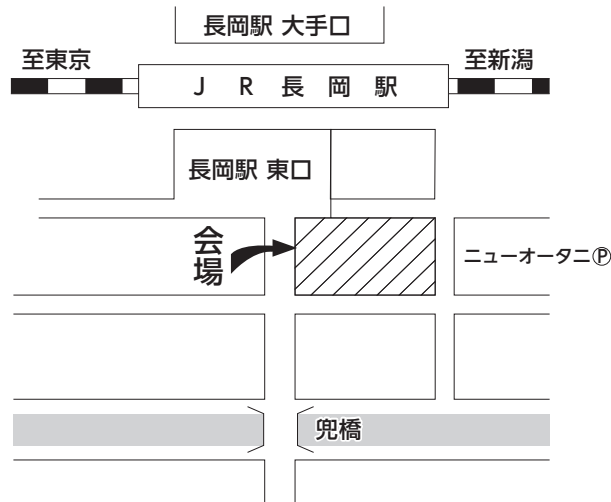 長岡駅 大手口
至東京
至新潟
J R 長 岡 駅
長岡駅 東口
会場
ニューオータニⓅ
兜橋